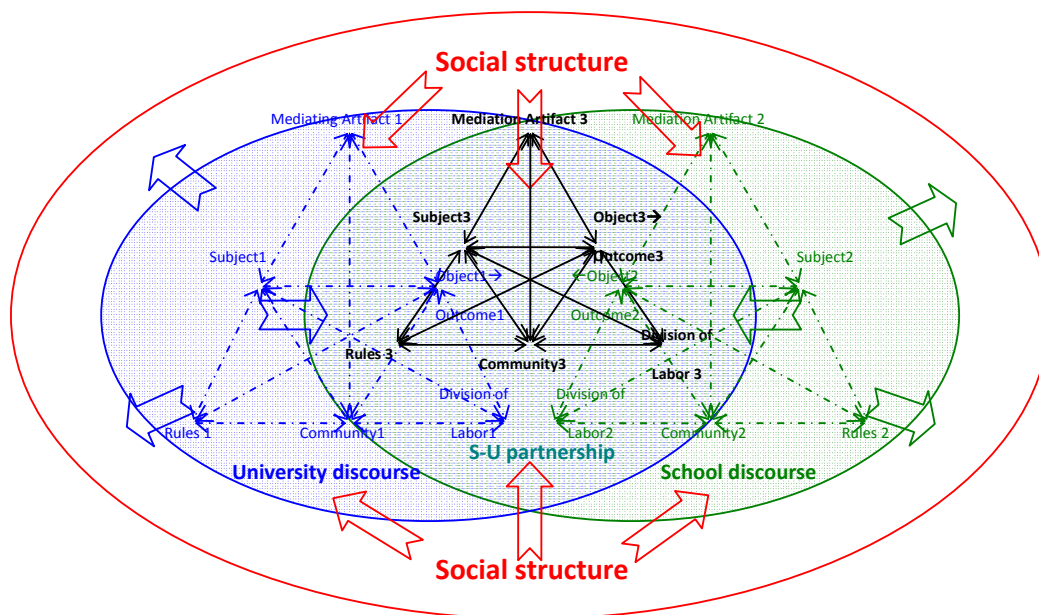 Social structure
Mediating Artifact 1
Mediation Artifact 3
Mediation Artifact 2
Subject3
Object3→
Subject1
Outcome3
Subject2
Object1→
←Object2
Outcome1
Outcome2
Rules 3
Community3
Division of
Labor 3
Division of
Division of
Rules 1
Community1
Labor1
Labor2
Community2
Rules 2
S-U partnership
University discourse
School discourse
Social structure